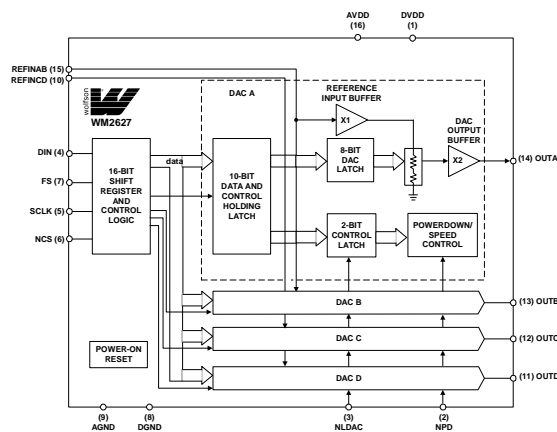 AVDD
(16)
DVDD
(1)
REFINAB (15)
REFINCD (10)
wolfson
WM2627
DAC A
REFERENCE
INPUT BUFFER
X1
DAC
OUTPUT
BUFFER
X2
(14) OUTA
DIN (4)
FS (7)
SCLK (5)
NCS (6)
16-BIT
SHIFT
REGISTER
AND
CONTROL
LOGIC
data
10-BIT
DATA AND
CONTROL
HOLDING
LATCH
8-BIT
DAC
LATCH
2-BIT
CONTROL
LATCH
POWERDOWN/
SPEED
CONTROL
DAC B
(13) OUTB
DAC C
(12) OUTC
DAC D
(11) OUTD
POWER-ON
RESET
(9)
AGND
(8)
DGND
(3)
NLDAC
(2)
NPD